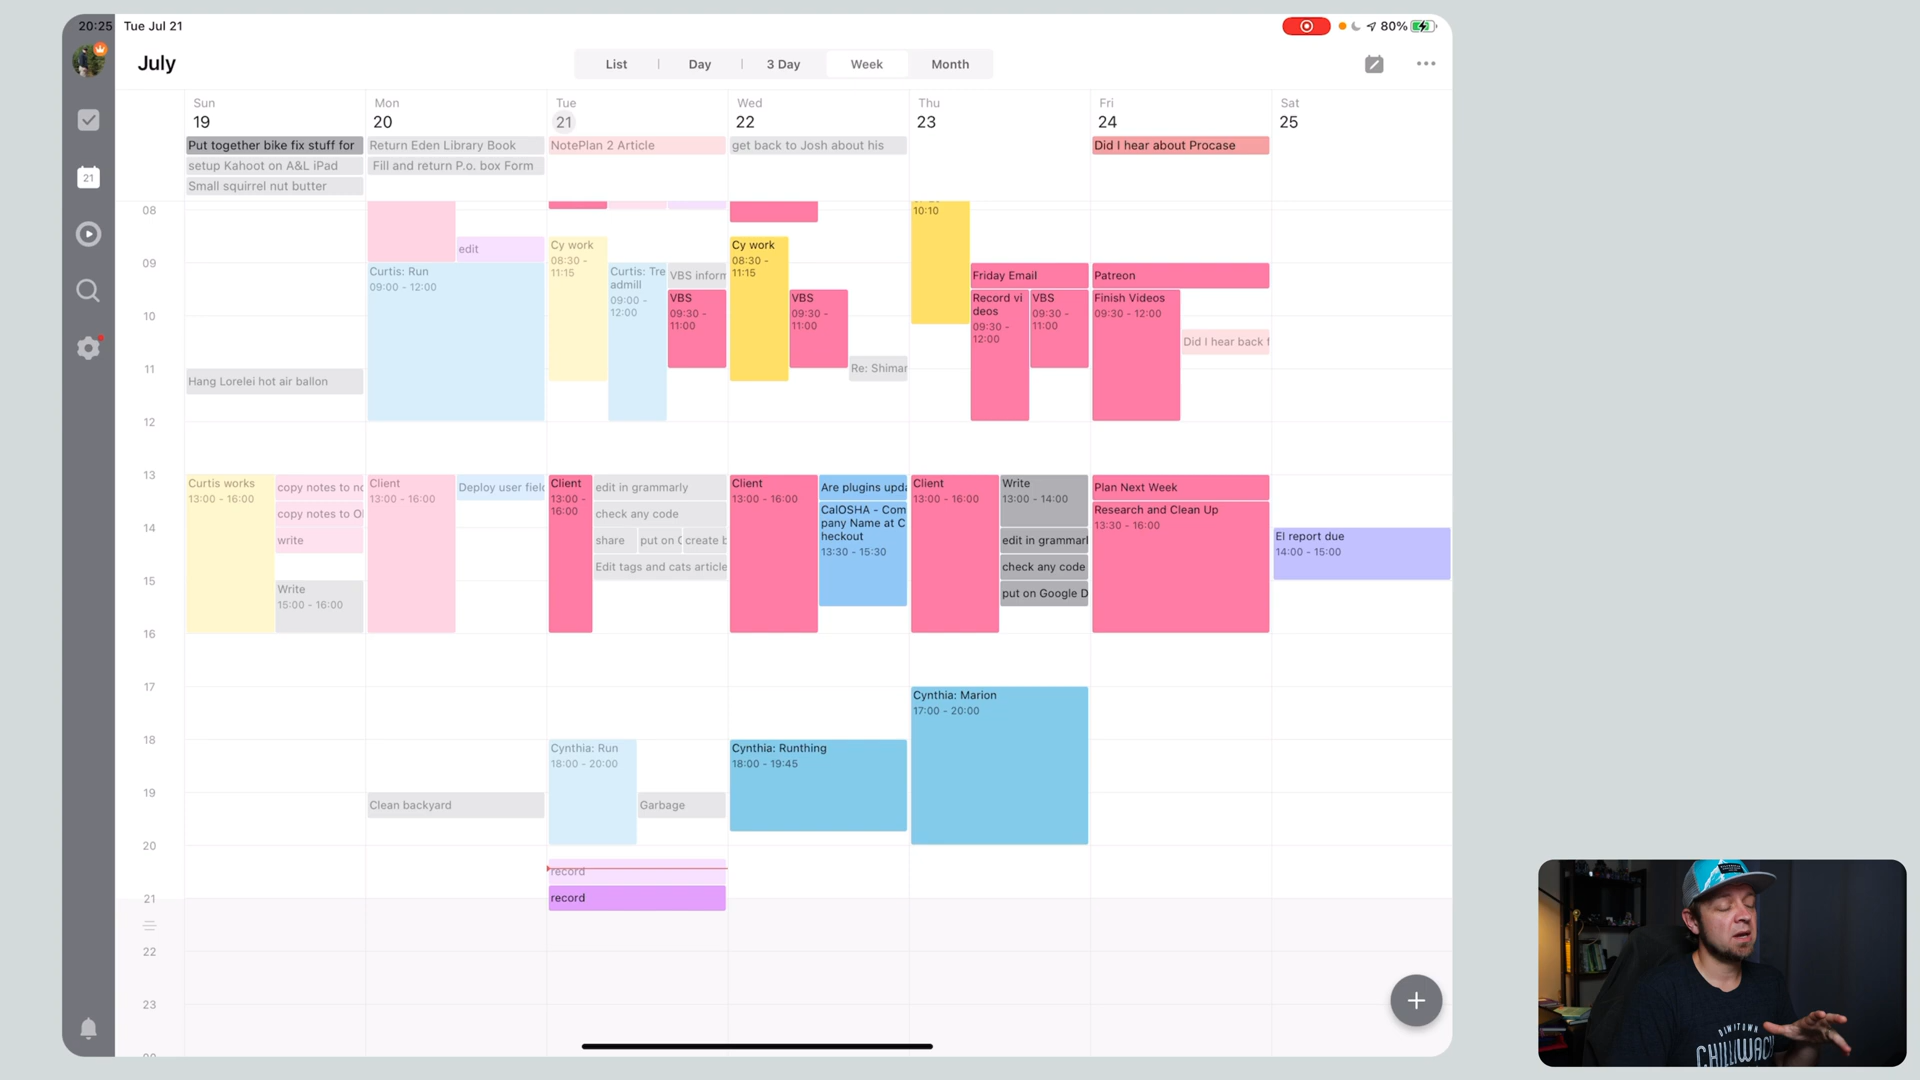 20:25 Tue Jul 21
80%
July
List
Day
3 Day
Week
Month
21
Sun
19
Mon
20
Tue
21
Wed
22
Thu
23
Fri
24
Sat
25
Put together bike fix stuff for
setup Kahoot on A&L iPad
Small squirrel nut butter
Return Eden Library Book
Fill and return P.o. box Form
NotePlan 2 Article
get back to Josh about his
Did I hear about Procase
08
09
10
11
12
13
14
15
16
17
18
19
20
21
22
23
Hang Lorelei hot air ballon
Curtis works
13:00 - 16:00
copy notes to
copy notes to
write
Write
15:00 - 16:00
edit
Curtis: Run
09:00 - 12:00
Client
13:00 - 16:00
Deploy user
Clean backyard
Cy work
08:30 -
11:15
Curtis: Tre
admill
09:00 -
12:00
VBS inform
VBS
09:30 -
11:00
Client
13:00 -
16:00
edit in grammarly
check any code
share
put on
create b
Edit tags and cats article
Cynthia: Run
18:00 - 20:00
Garbage
record
record
Cy work
08:30 -
11:15
VBS
09:30 -
11:00
Re: Shimar
Client
13:00 - 16:00
Are plugins upda
CalOSHA - Com
pany Name at C
heckout
13:30 - 15:30
Cynthia: Runthing
18:00 - 19:45
10:10
Friday Email
Record vi
deos
09:30 -
12:00
VBS
09:30 -
11:00
Client
13:00 - 16:00
Write
13:00 - 14:00
edit in grammarl
check any code
put on Google D
Cynthia: Marion
17:00 - 20:00
Patreon
Finish Videos
09:30 - 12:00
Did I hear back f
Plan Next Week
Research and Clean Up
13:30 - 16:00
EI report due
14:00 - 15:00
DOWNTOWN
CHILLIWACK